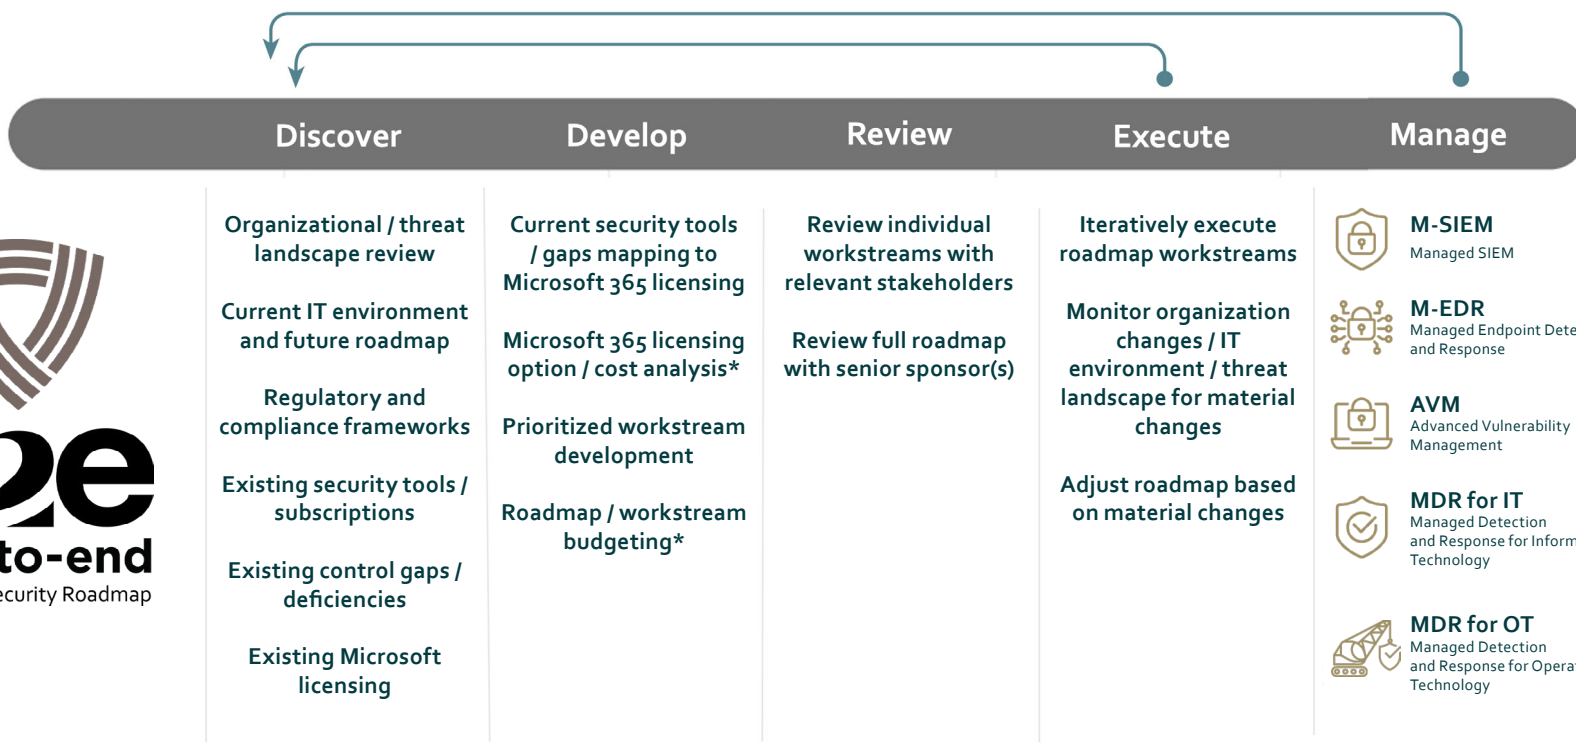 Discover
Develop
Review
Execute
Manage
Organizational / threat
landscape review
Current IT environment
and future roadmap
Regulatory and
compliance frameworks
Existing security tools /
subscriptions
Existing control gaps /
deficiencies
Existing Microsoft
licensing
Current security tools
/ gaps mapping to
Microsoft 365 licensing
Microsoft 365 licensing
option / cost analysis*
Prioritized workstream
development
Roadmap / workstream
budgeting*
Review individual
workstreams with
relevant stakeholders
Review full roadmap
with senior sponsor(s)
Iteratively execute
roadmap workstreams
Monitor organization
changes / IT
environment / threat
landscape for material
changes
Adjust roadmap based
on material changes
M-SIEM
Managed SIEM
M-EDR
Managed Endpoint
and Response
AVM
Advanced Vulnerability
Management
MDR for IT
Managed Detection
and Response for
Technology
MDR for OT
Managed Detection
and Response for
Technology
2e
to-end
Roadmap